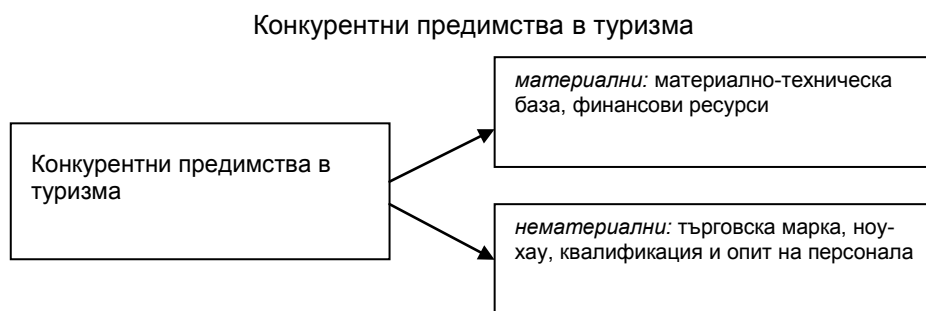 Конкурентни предимства в туризма
материални: материално-техническа
база, финансови ресурси
Конкурентни предимства в
туризма
нематериални: търговска марка, ноу-
хау, квалификация и опит на персонала